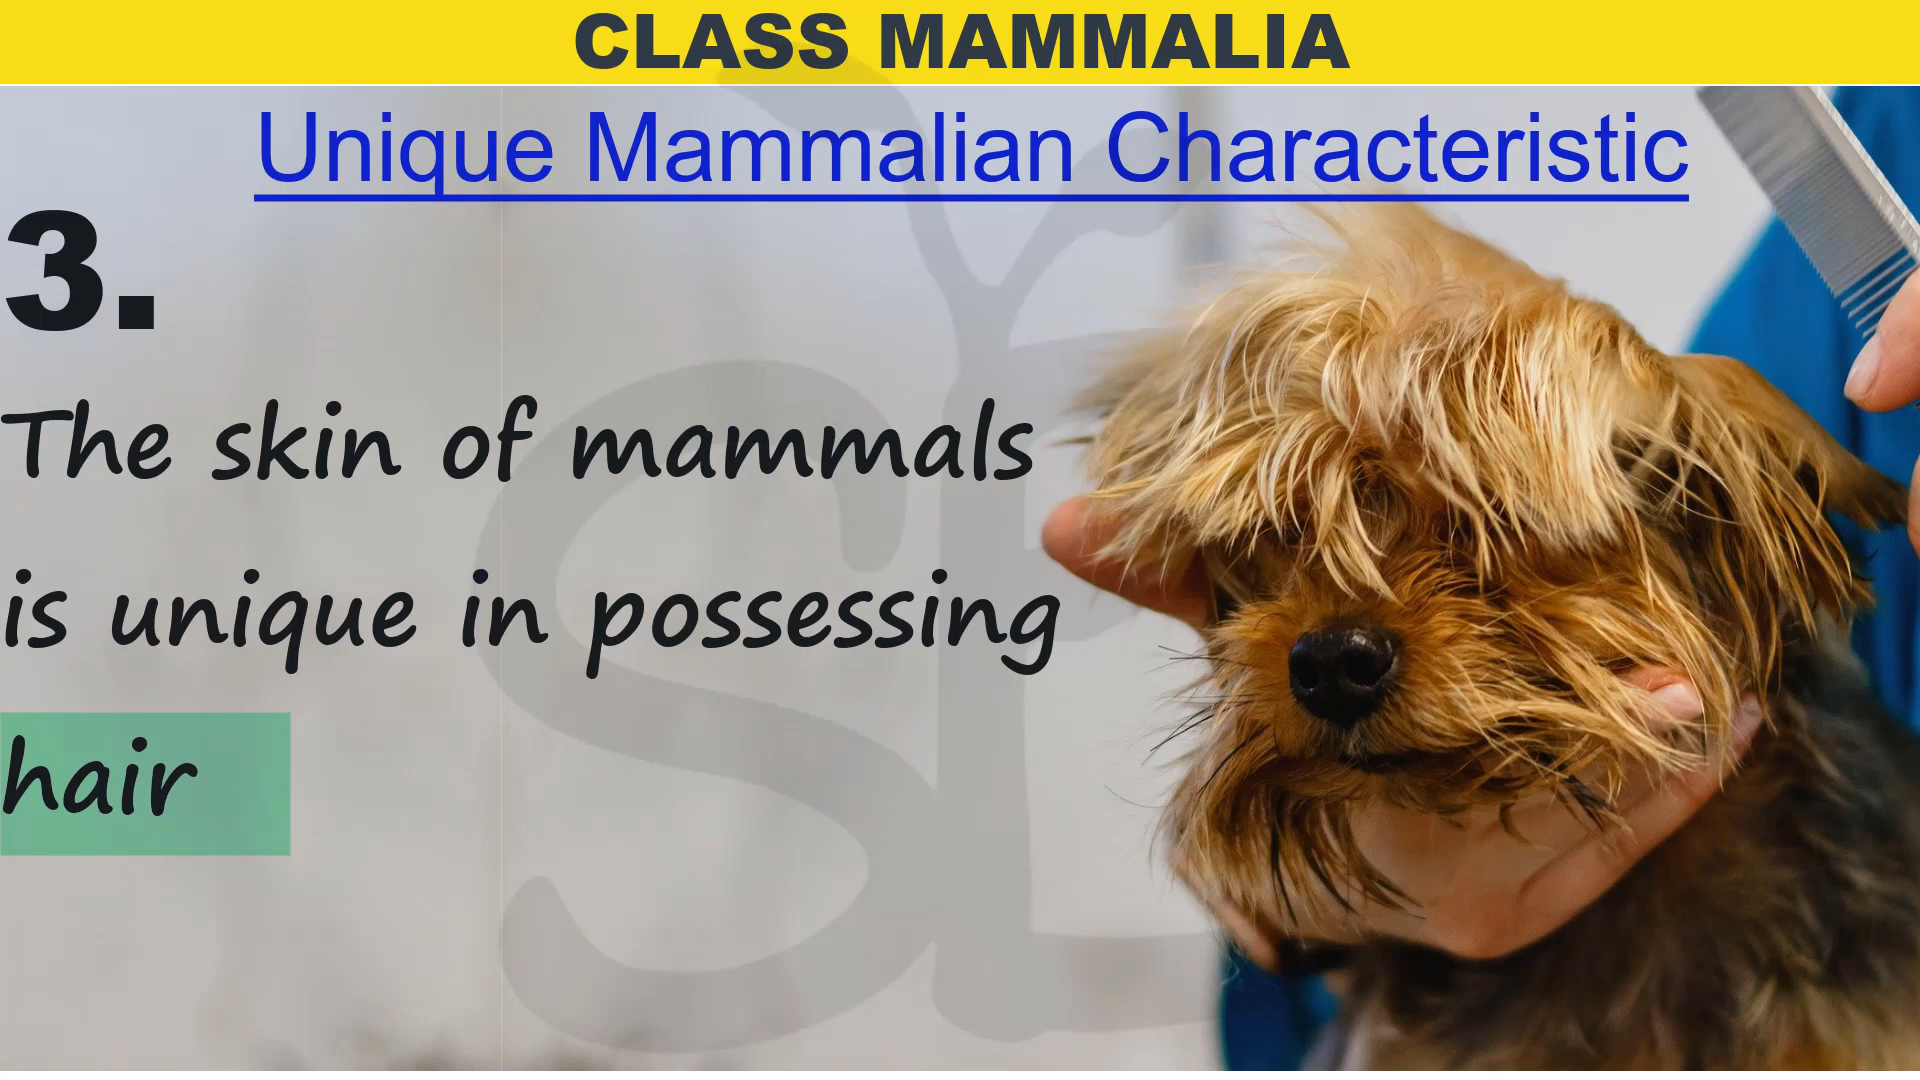 CLASS MAMMALIA
Unique Mammalian Characteristic
3.
The skin of mammals
is unique in possessing
hair